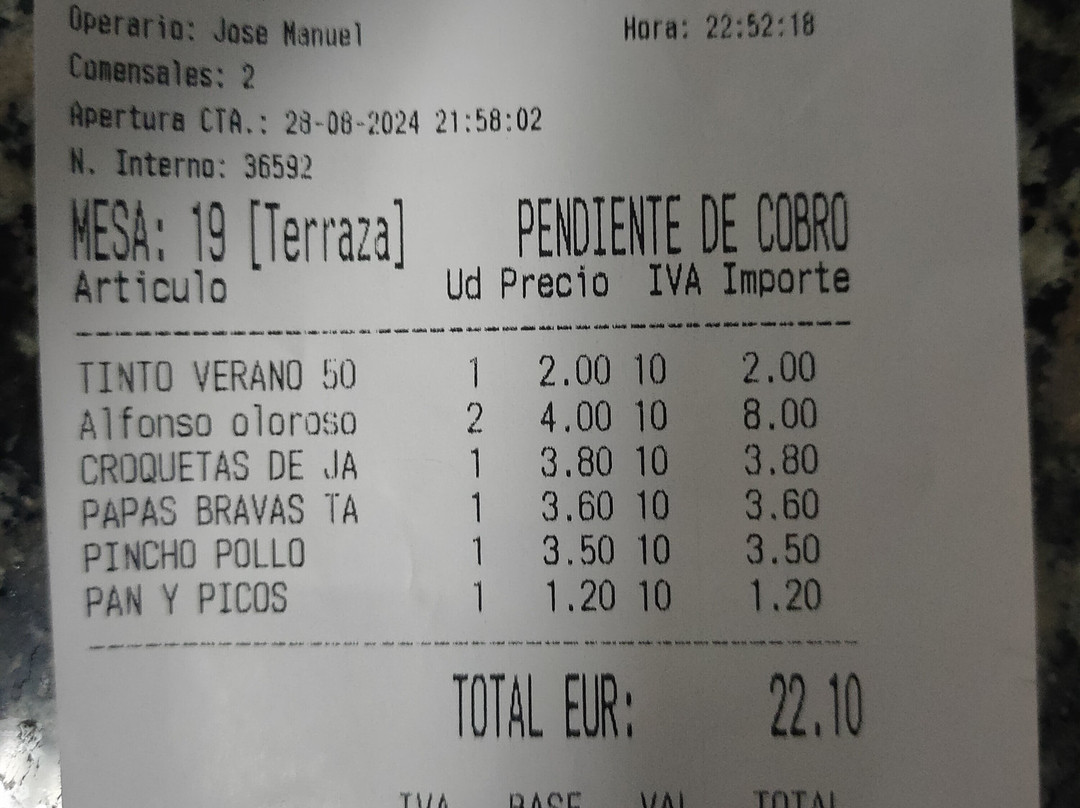 Operario: Jose Manuel Hora: 22:52:18
Comensales: 2
Apertura CTA.: 28-08-2024 21:58:02
N. Interno: 36592
MESA: 19 [Terraza] PENDIENTE DE COBRO
Articulo Ud Precio IVA Importe
TINTO VERANO 50 1 2.00 10 2.00
Alfonso oloroso 2 4.00 10 8.00
CROQUETAS DE JA 1 3.80 10 3.80
PAPAS BRAVAS TA 1 3.60 10 3.60
PINCHO POLLO 1 3.50 10 3.50
PAN Y PICOS 1 1.20 10 1.20
TOTAL EUR: 22.10
IVA BASE VAL TOTAL